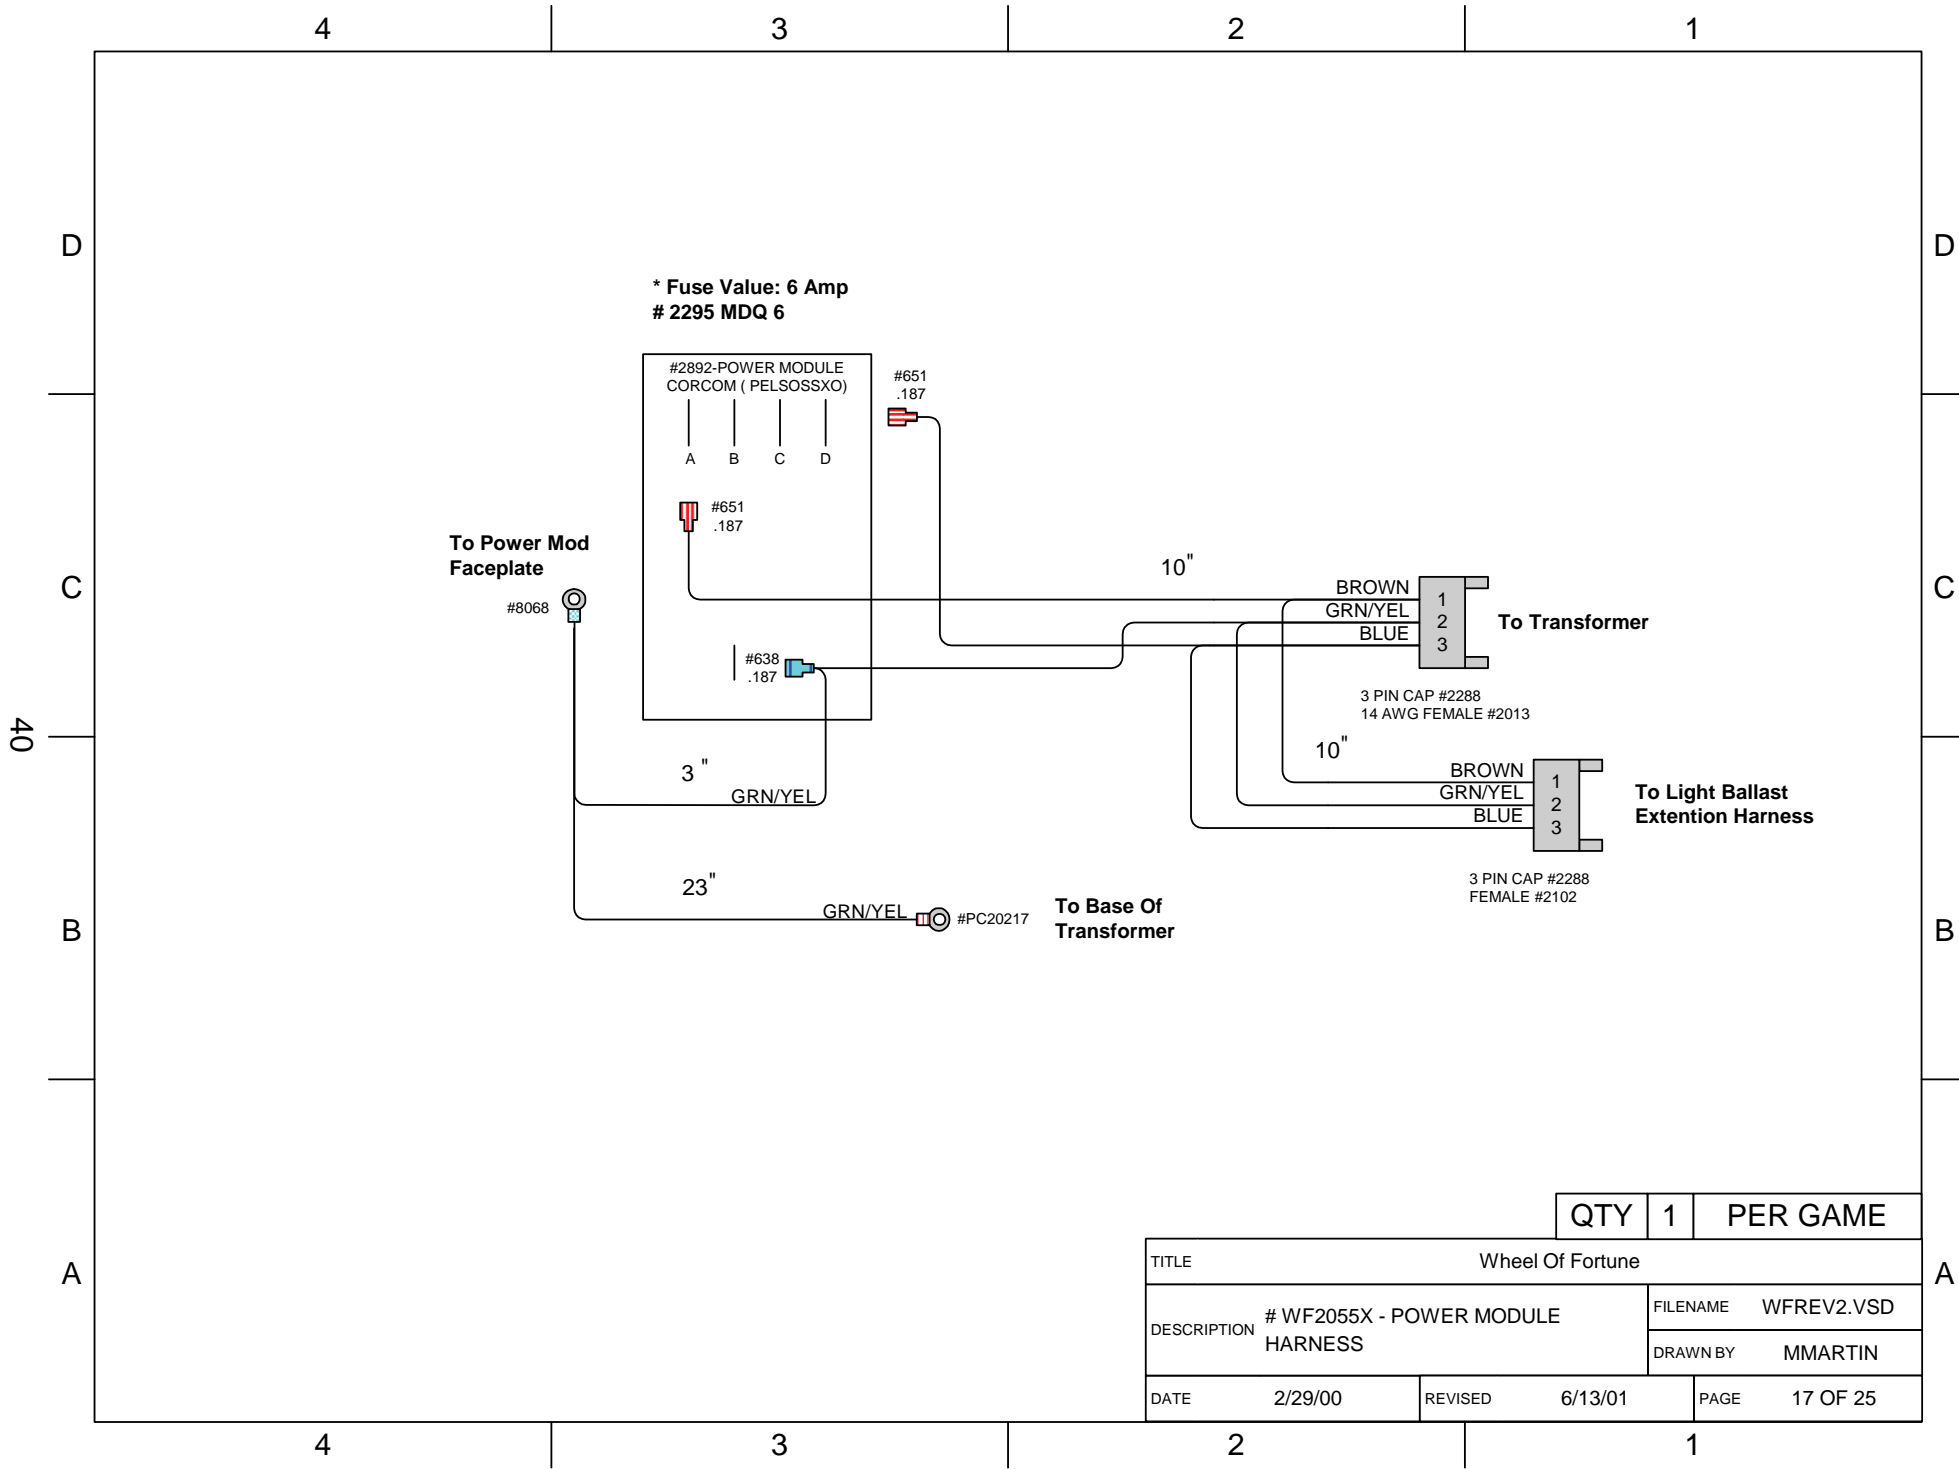 4 3 2 1
D D
* Fuse Value: 6 Amp
# 2295 MDQ 6
#2892-POWER MODULE
CORCOM ( PELSOSSXO)
A B C D
#651
.187
#651
.187
To Power Mod
Faceplate
#8068
C C
#638
.187
10"
BROWN
GRN/YEL
BLUE
1
2
3
To Transformer
3 PIN CAP #2288
14 AWG FEMALE #2013
40
3 "
GRN/YEL
10"
BROWN
GRN/YEL
BLUE
1
2
3
To Light Ballast
Extention Harness
3 PIN CAP #2288
FEMALE #2102
23"
GRN/YEL
#PC20217
To Base Of
Transformer
B B
QTY 1 PER GAME
A A
TITLE Wheel Of Fortune
DESCRIPTION # WF2055X - POWER MODULE
HARNESS
FILENAME WFREV2.VSD
DRAWN BY MMARTIN
DATE 2/29/00 REVISED 6/13/01 PAGE 17 OF 25
4 3 2 1